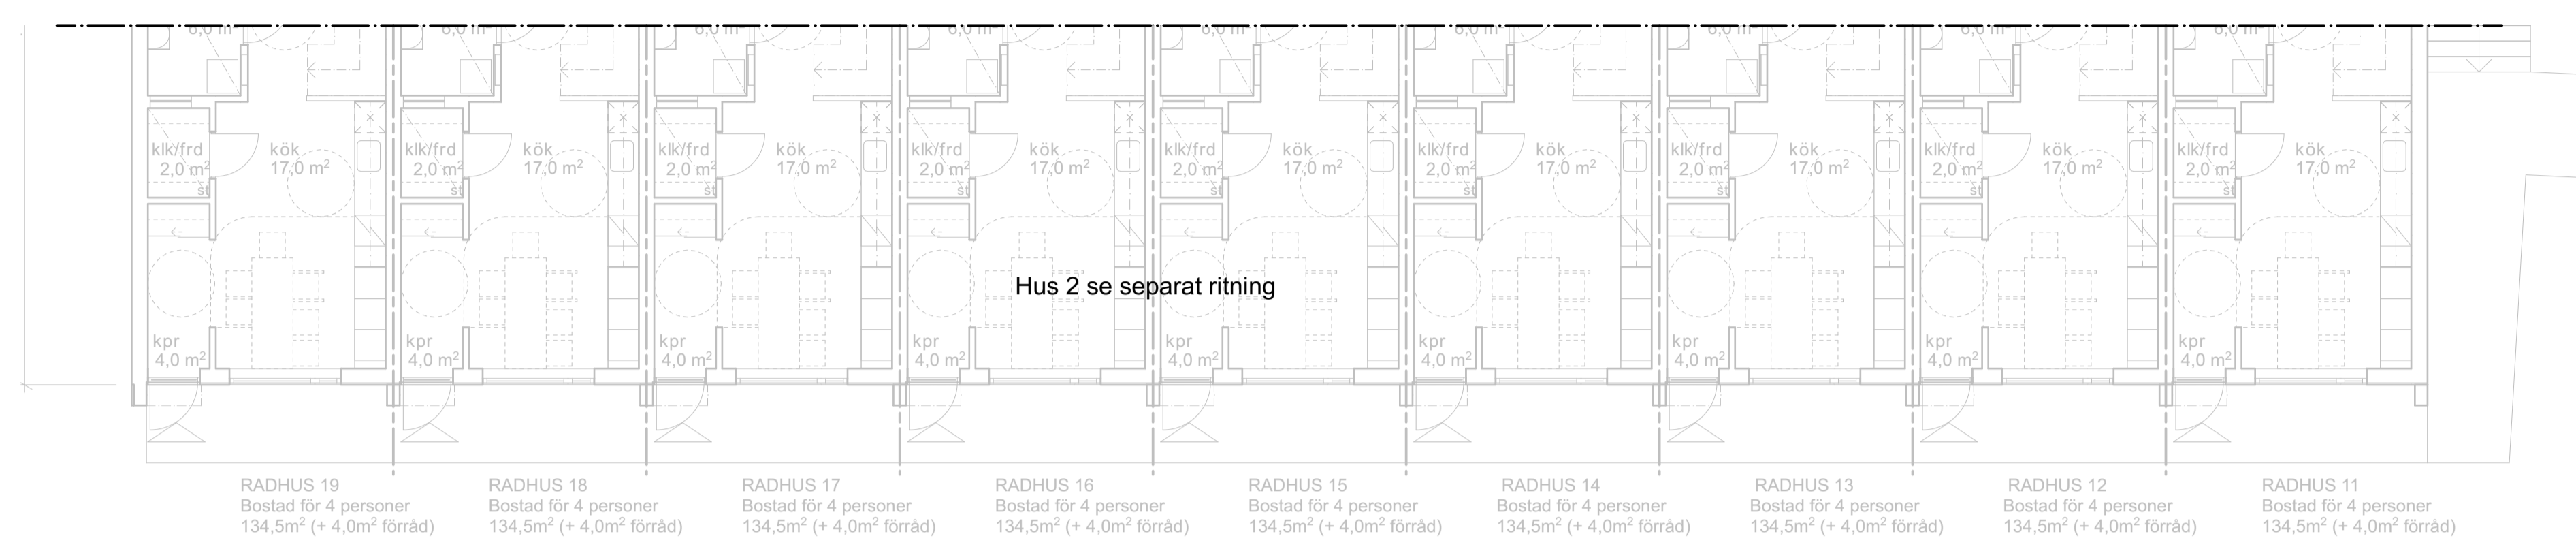 6,0 m 6,0 m 6,0 m 6,0 m 6,0 m 6,0 m 6,0 m 6,0 m 6,0 m
klk/frd kök klk/frd kök klk/frd kök klk/frd kök klk/frd kök klk/frd kök klk/frd kök klk/frd kök klk/frd kök
2,0 m² 17,0 m² 2,0 m² 17,0 m² 2,0 m² 17,0 m² 2,0 m² 17,0 m² 2,0 m² 17,0 m² 2,0 m² 17,0 m² 2,0 m² 17,0 m² 2,0 m² 17,0 m² 2,0 m² 17,0 m²
st st st st st st st st st
Hus 2 se separat ritning
kpr kpr kpr kpr kpr kpr kpr kpr kpr
4,0 m² 4,0 m² 4,0 m² 4,0 m² 4,0 m² 4,0 m² 4,0 m² 4,0 m² 4,0 m²
RADHUS 19
Bostad för 4 personer
134,5m² (+ 4,0m² förråd)
RADHUS 18
Bostad för 4 personer
134,5m² (+ 4,0m² förråd)
RADHUS 17
Bostad för 4 personer
134,5m² (+ 4,0m² förråd)
RADHUS 16
Bostad för 4 personer
134,5m² (+ 4,0m² förråd)
RADHUS 15
Bostad för 4 personer
134,5m² (+ 4,0m² förråd)
RADHUS 14
Bostad för 4 personer
134,5m² (+ 4,0m² förråd)
RADHUS 13
Bostad för 4 personer
134,5m² (+ 4,0m² förråd)
RADHUS 12
Bostad för 4 personer
134,5m² (+ 4,0m² förråd)
RADHUS 11
Bostad för 4 personer
134,5m² (+ 4,0m² förråd)